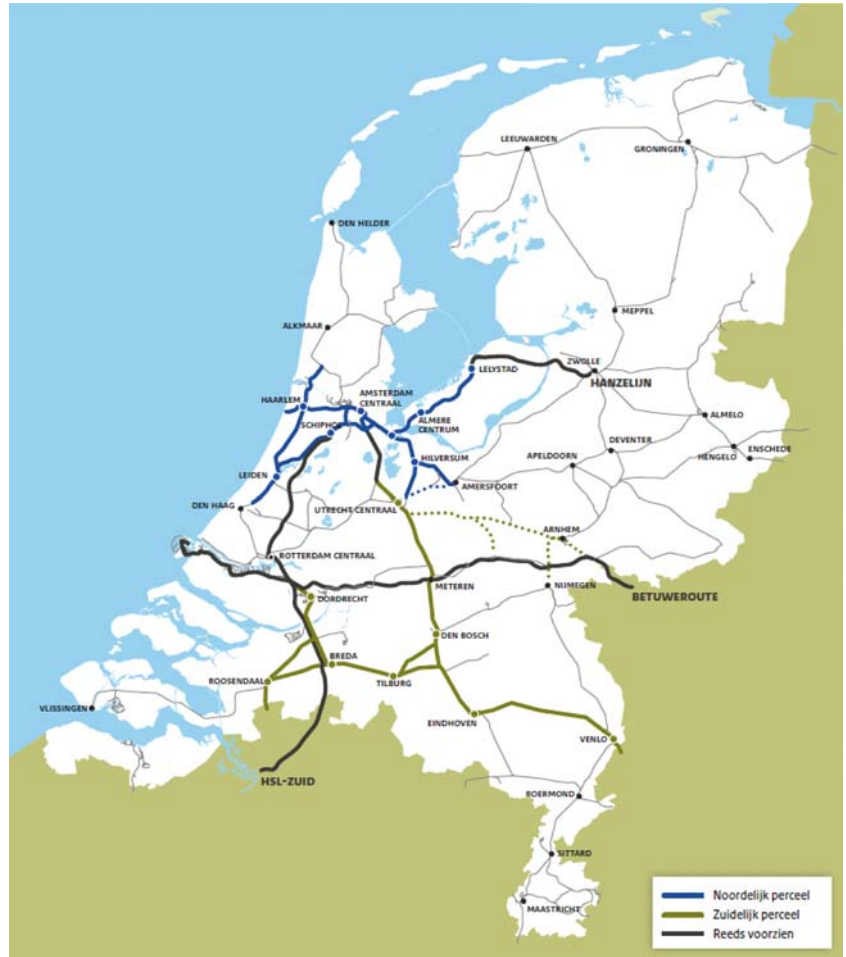 LEEUWARDEN
GRONINGEN
DEN HELDER
MEPPEL
ALKMAAR
ZWOLLE
LELYSTAD
HANZELIJN
HAARLEM
AMSTERDAM
CENTRAAL
ALMERE
CENTRUM
SCHIPHOL
ALMELO
DEVENTER
ENSCHEDE
HENGELO
HILVERSUM
APELDOORN
LEIDEN
AMERSFOORT
DEN HAAG
UTRECHT CENTRAAL
ARNHEM
ROTTERDAM CENTRAAL
METEREN
NIJMEGEN
BETUWEROUTE
DORDRECHT
DEN BOSCH
BREDA
ROOSENDAAL
TILBURG
VLISSINGEN
EINDHOVEN
VENLO
HSL-ZUID
ROERMOND
SITTARD
MAASTRICHT
Noordelijk perceel
Zuidelijk perceel
Reeds voorzien